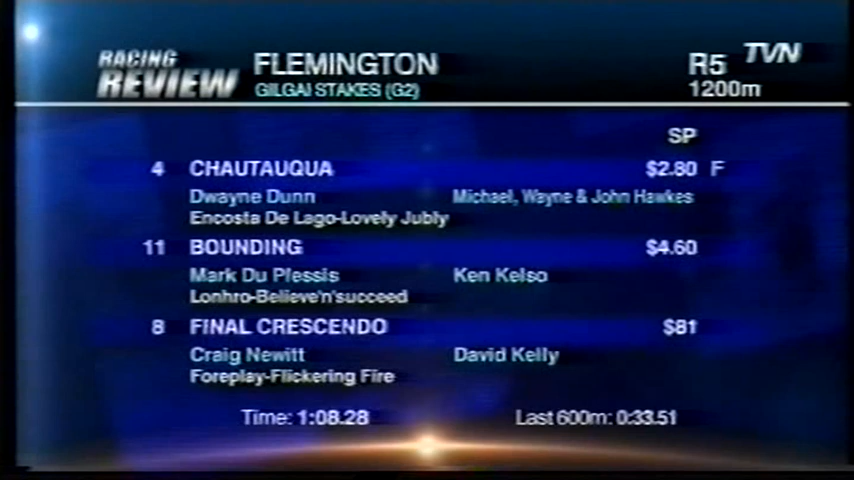 RACING REVIEW FLEMINGTON R5 TVN
GILGAI STAKES (G2) 1200m
SP
4 CHAUTAUQUA $2.80 F
Dwayne Dunn Michael, Wayne & John Hawkes
Encosta De Lago-Lovely Jubly
11 BOUNDING $4.60
Mark Du Plessis Ken Kelso
Lonhro-Believe'n'succeed
8 FINAL CRESCENDO $81
Craig Newitt David Kelly
Foreplay-Flickering Fire
Time: 1:08.28 Last 600m: 0:33.51